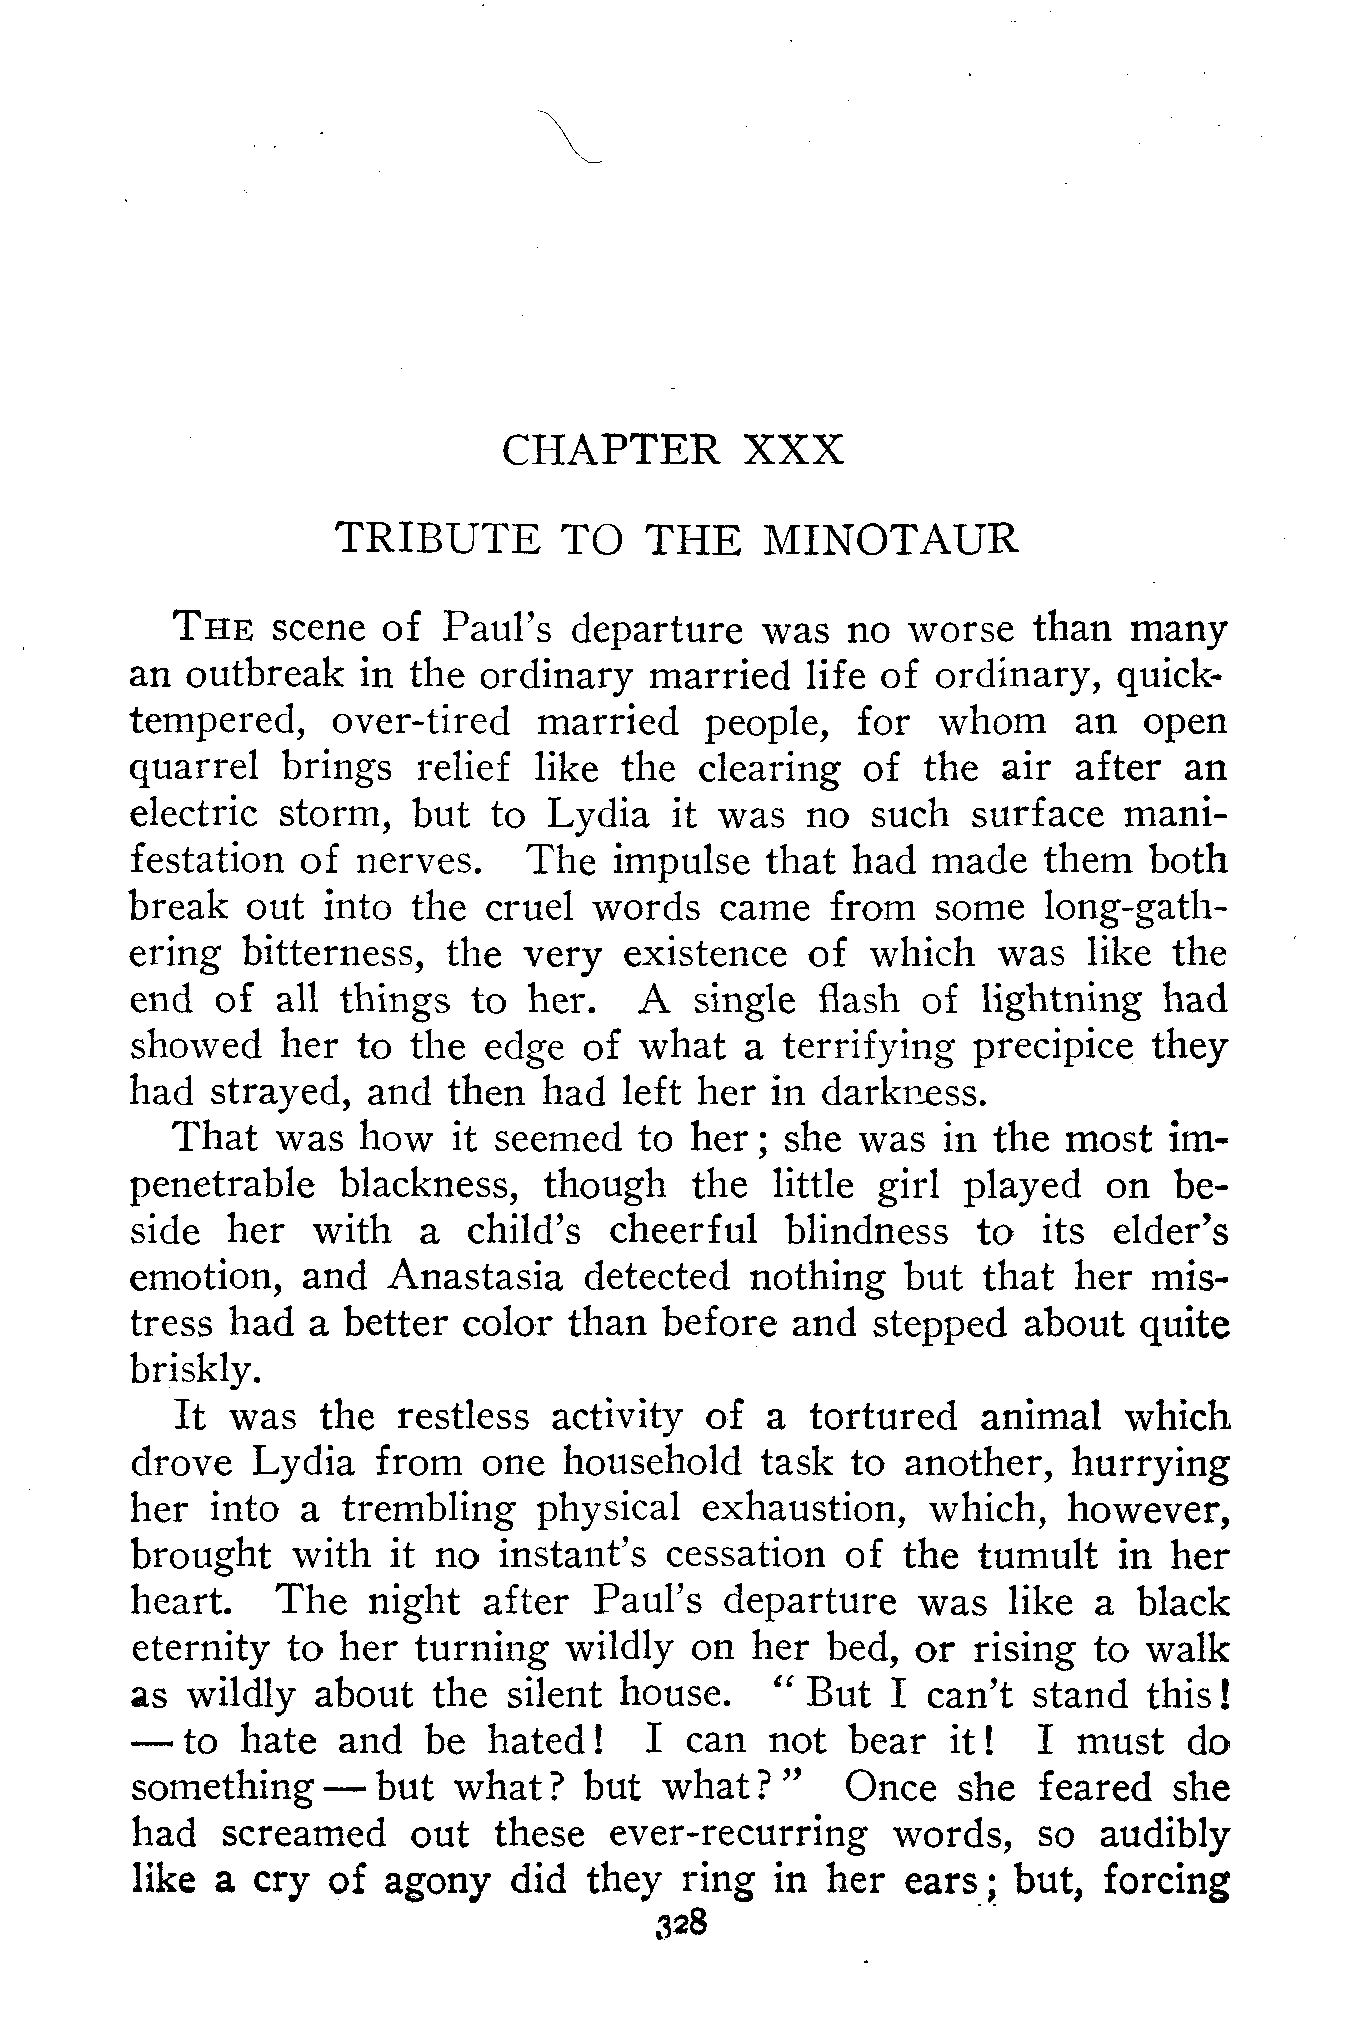 CHAPTER XXX
TRIBUTE TO THE MINOTAUR
THE scene of Paul's departure was no worse than many
an outbreak in the ordinary married life of ordinary, quick-
tempered, over-tired married people, for whom an open
quarrel brings relief like the clearing of the air after an
electric storm, but to Lydia it was no such surface mani-
festation of nerves. The impulse that had made them both
break out into the cruel words came from some long-gath-
ering bitterness, the very existence of which was like the
end of all things to her. A single flash of lightning had
showed her to the edge of what a terrifying precipice they
had strayed, and then had left her in darkness.
That was how it seemed to her; she was in the most im-
penetrable blackness, though the little girl played on be-
side her with a child's cheerful blindness to its elder's
emotion, and Anastasia detected nothing but that her mis-
tress had a better color than before and stepped about quite
briskly.
It was the restless activity of a tortured animal which
drove Lydia from one household task to another, hurrying
her into a trembling physical exhaustion, which, however,
brought with it no instant's cessation of the tumult in her
heart. The night after Paul's departure was like a black
eternity to her turning wildly on her bed, or rising to walk
as wildly about the silent house. "But I can't stand this!
—to hate and be hated! I can not bear it! I must do
something—but what? but what?" Once she feared she
had screamed out these ever-recurring words, so audibly
like a cry of agony did they ring in her ears; but, forcing
328